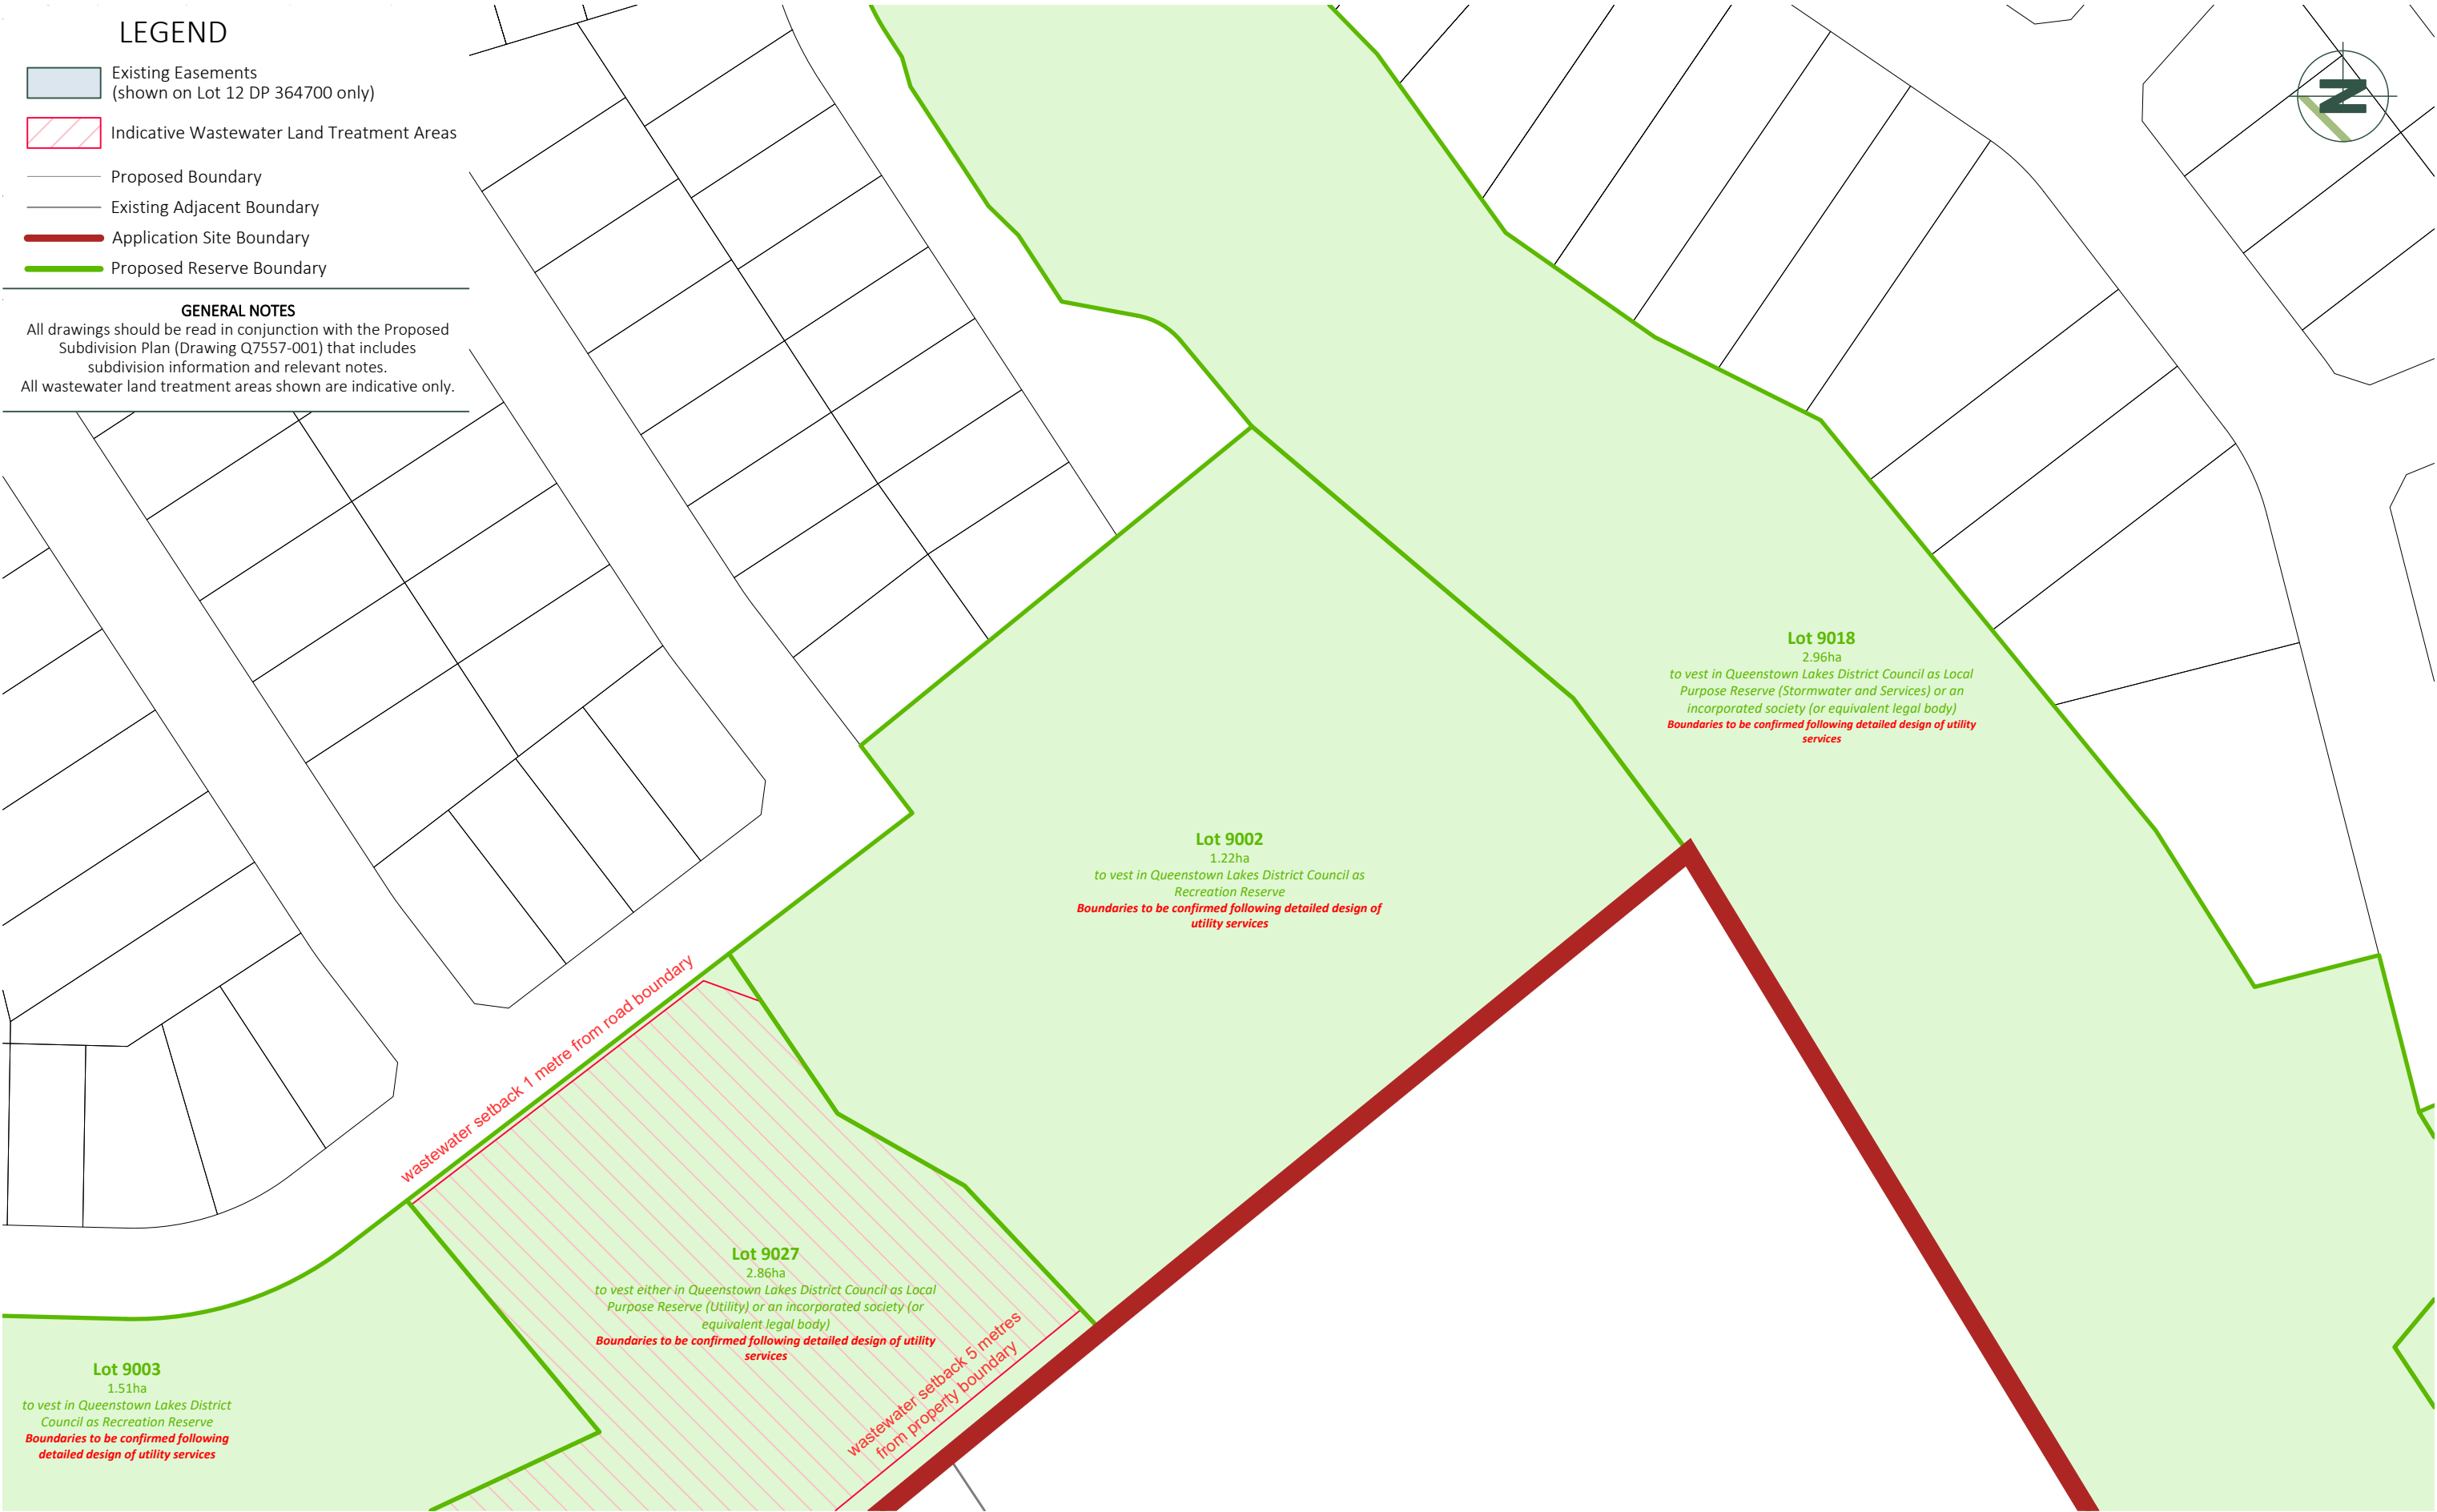 LEGEND
Existing Easements
(shown on Lot 12 DP 364700 only)
Indicative Wastewater Land Treatment Areas
Proposed Boundary
Existing Adjacent Boundary
Application Site Boundary
Proposed Reserve Boundary
GENERAL NOTES
All drawings should be read in conjunction with the Proposed
Subdivision Plan (Drawing Q7557-001) that includes
subdivision information and relevant notes.
All wastewater land treatment areas shown are indicative only.
N
Lot 9018
2.96ha
to vest in Queenstown Lakes District Council as Local
Purpose Reserve (Stormwater and Services) or an
incorporated society (or equivalent legal body)
Boundaries to be confirmed following detailed design of utility
services
Lot 9002
1.22ha
to vest in Queenstown Lakes District Council as
Recreation Reserve
Boundaries to be confirmed following detailed design of
utility services
wastewater setback 1 metre from road boundary
Lot 9027
2.86ha
to vest either in Queenstown Lakes District Council as Local
Purpose Reserve (Utility) or an incorporated society (or
equivalent legal body)
Boundaries to be confirmed following detailed design of utility
services
wastewater setback 5 metres
from property boundary
Lot 9003
1.51ha
to vest in Queenstown Lakes District
Council as Recreation Reserve
Boundaries to be confirmed following
detailed design of utility services